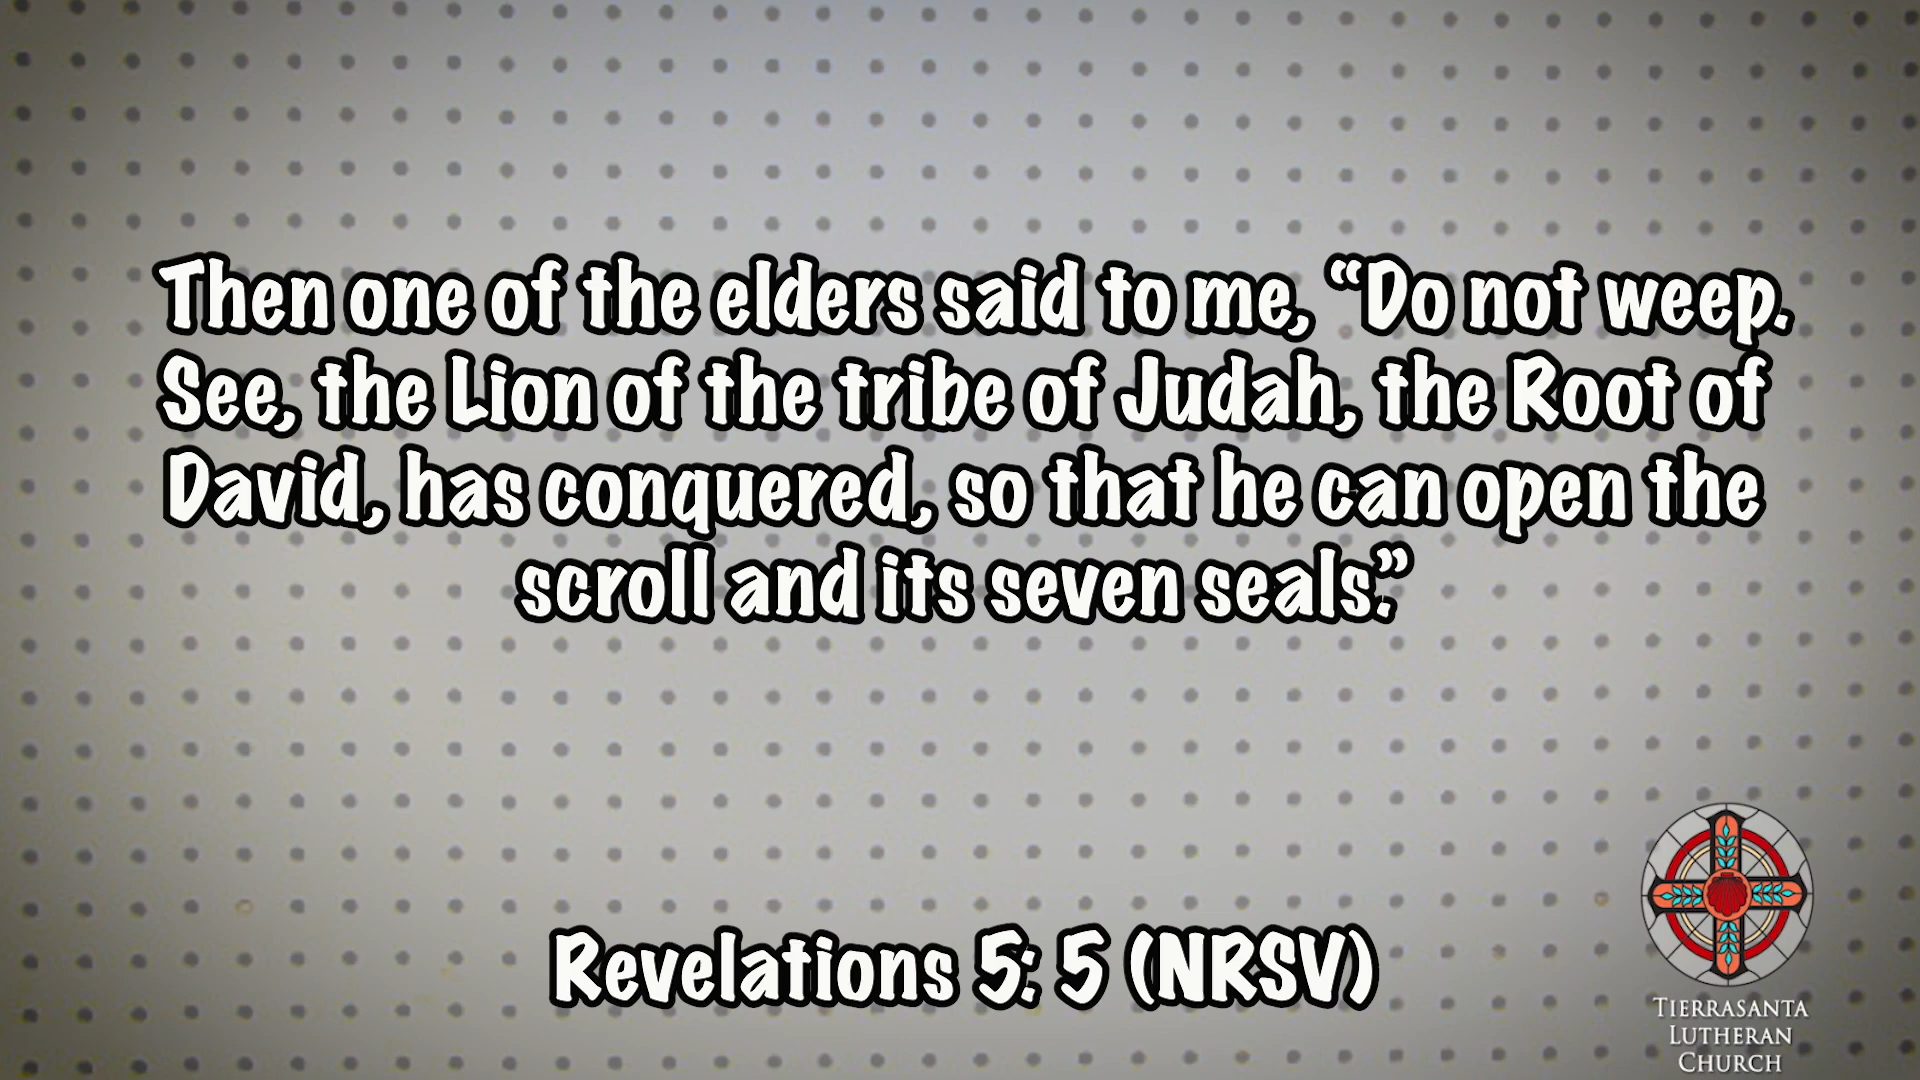 Then one of the elders said to me, “Do not weep.
See, the Lion of the tribe of Judah, the Root of
David, has conquered, so that he can open the
scroll and its seven seals.”
Revelations 5: 5 (NRSV)
TIERRASANTA
LUTHERAN
CHURCH